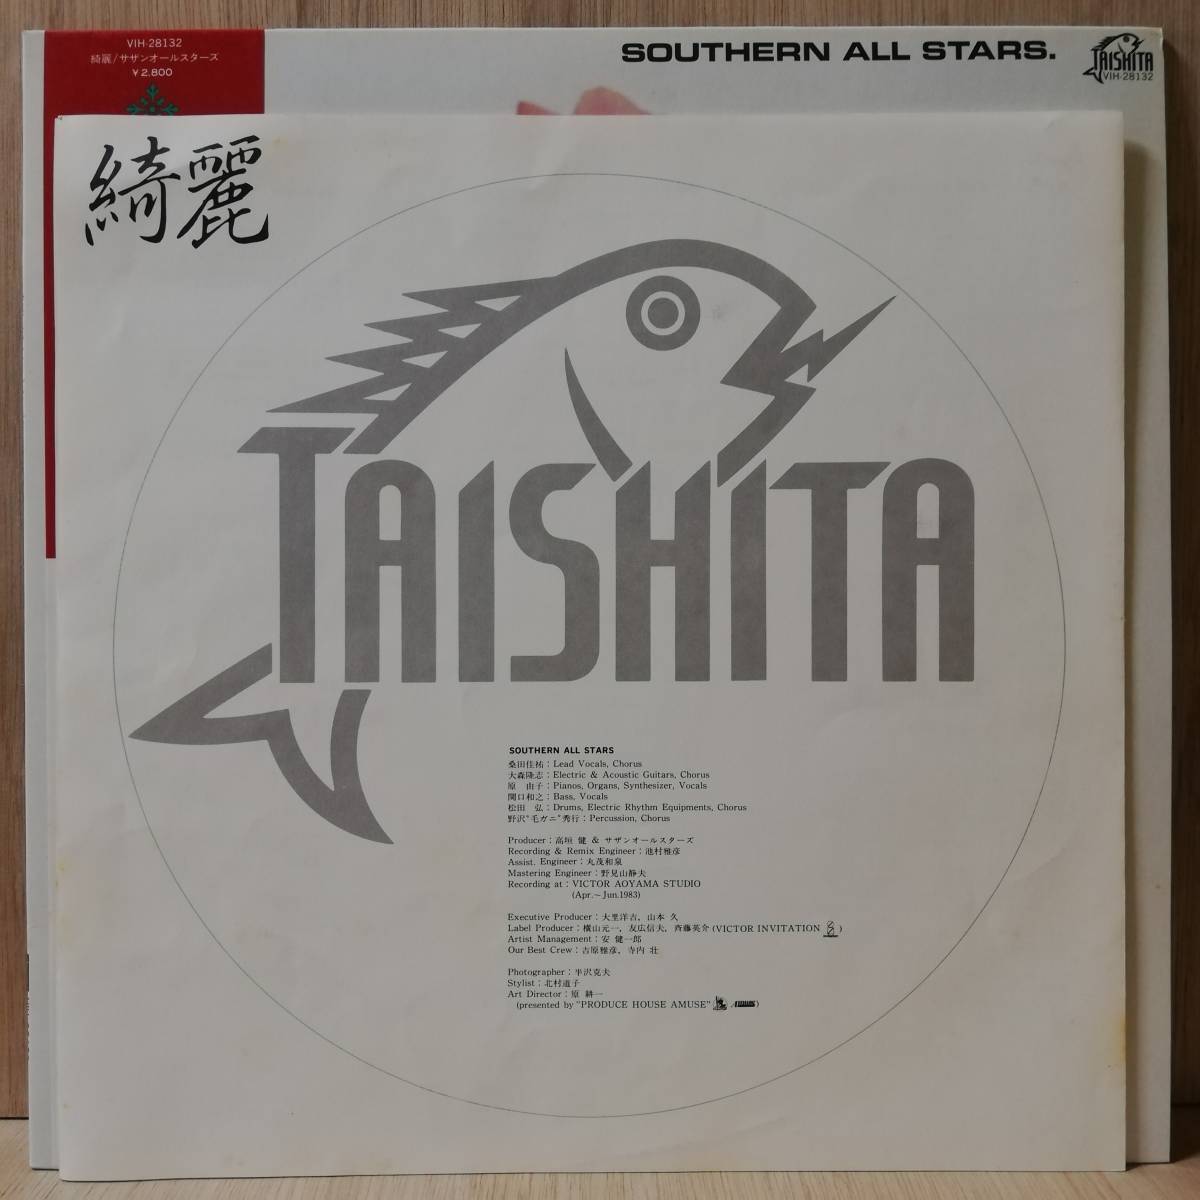 VIH-28132
綺麗/サザンオールスターズ
￥2,800
SOUTHERN ALL STARS.
TAISHITA
VIH-28132
綺麗
TAISHITA
SOUTHERN ALL STARS
桑田佳祐：Lead Vocals, Chorus
大森隆志：Electric & Acoustic Guitars, Chorus
原　由子：Pianos, Organs, Synthesizer, Vocals
関口和之：Bass, Vocals
松田　弘：Drums, Electric Rhythm Equipments, Chorus
野沢"毛ガニ"秀行：Percussion, Chorus
Producer：高垣 健 & サザンオールスターズ
Recording & Remix Engineer：池村雅彦
Assist. Engineer：丸茂和泉
Mastering Engineer：野見山静夫
Recording at：VICTOR AOYAMA STUDIO
(Apr.～Jun.1983)
Executive Producer：大里洋吉，山本 久
Label Producer：横山元一，友広信夫，斉藤英介 (VICTOR INVITATION )
Artist Management：安 健一郎
Our Best Crew：吉原雅彦，寺内 壮
Photographer：半沢克夫
Stylist：北村道子
Art Director：原 耕一
(presented by "PRODUCE HOUSE AMUSE" )